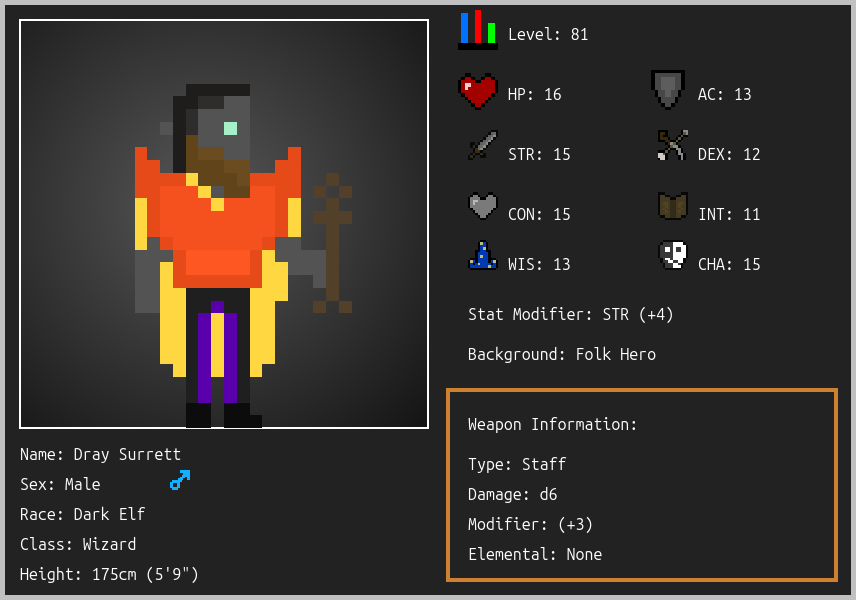 Level: 81
HP: 16
AC: 13
STR: 15
DEX: 12
CON: 15
INT: 11
WIS: 13
CHA: 15
Stat Modifier: STR (+4)
Background: Folk Hero
Weapon Information:
Type: Staff
Damage: d6
Modifier: (+3)
Elemental: None
Name: Dray Surrett
Sex: Male
Race: Dark Elf
Class: Wizard
Height: 175cm (5'9")